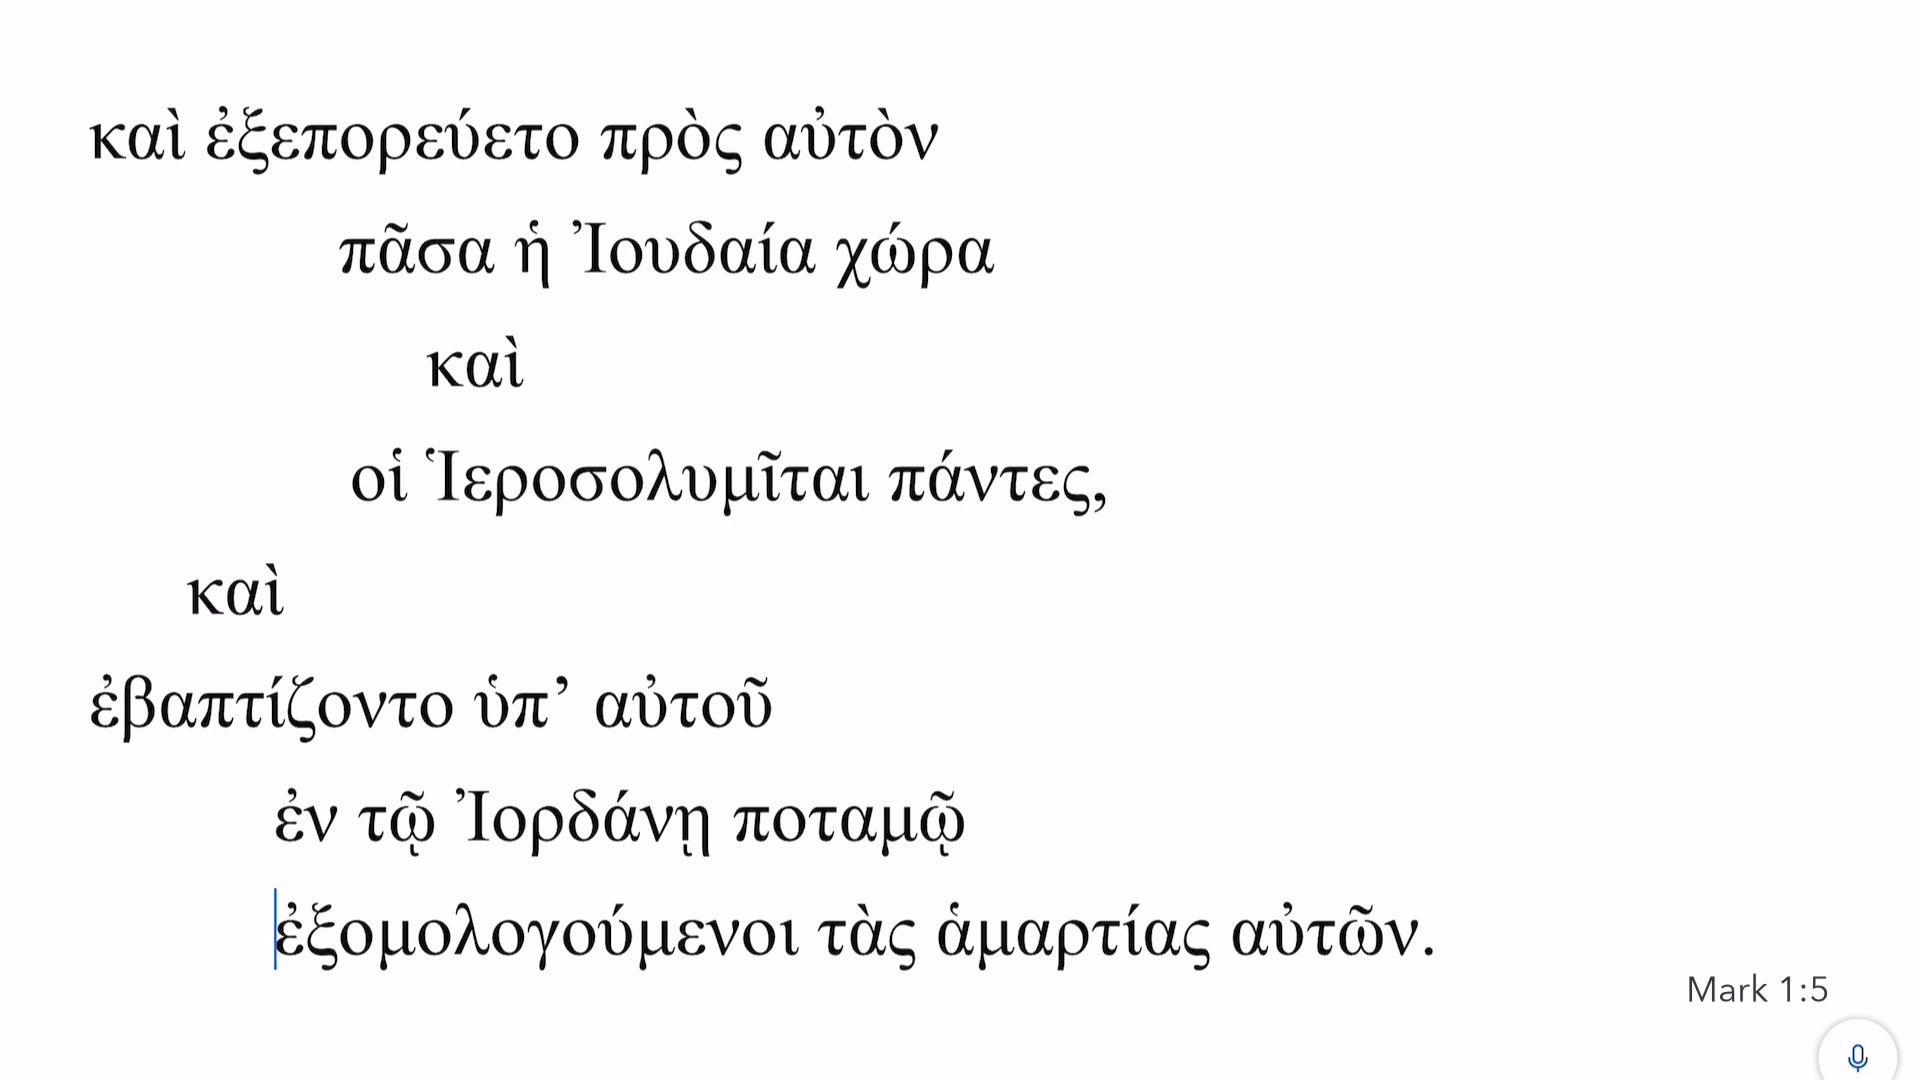 καὶ ἐξεπορεύετο πρὸς αὐτὸν
πᾶσα ἡ Ἰουδαία χώρα
καὶ
οἱ Ἱεροσολυμῖται πάντες,
καὶ
ἐβαπτίζοντο ὑπ’ αὐτοῦ
ἐν τῷ Ἰορδάνῃ ποταμῷ
ἐξομολογούμενοι τὰς ἁμαρτίας αὐτῶν.
Mark 1:5